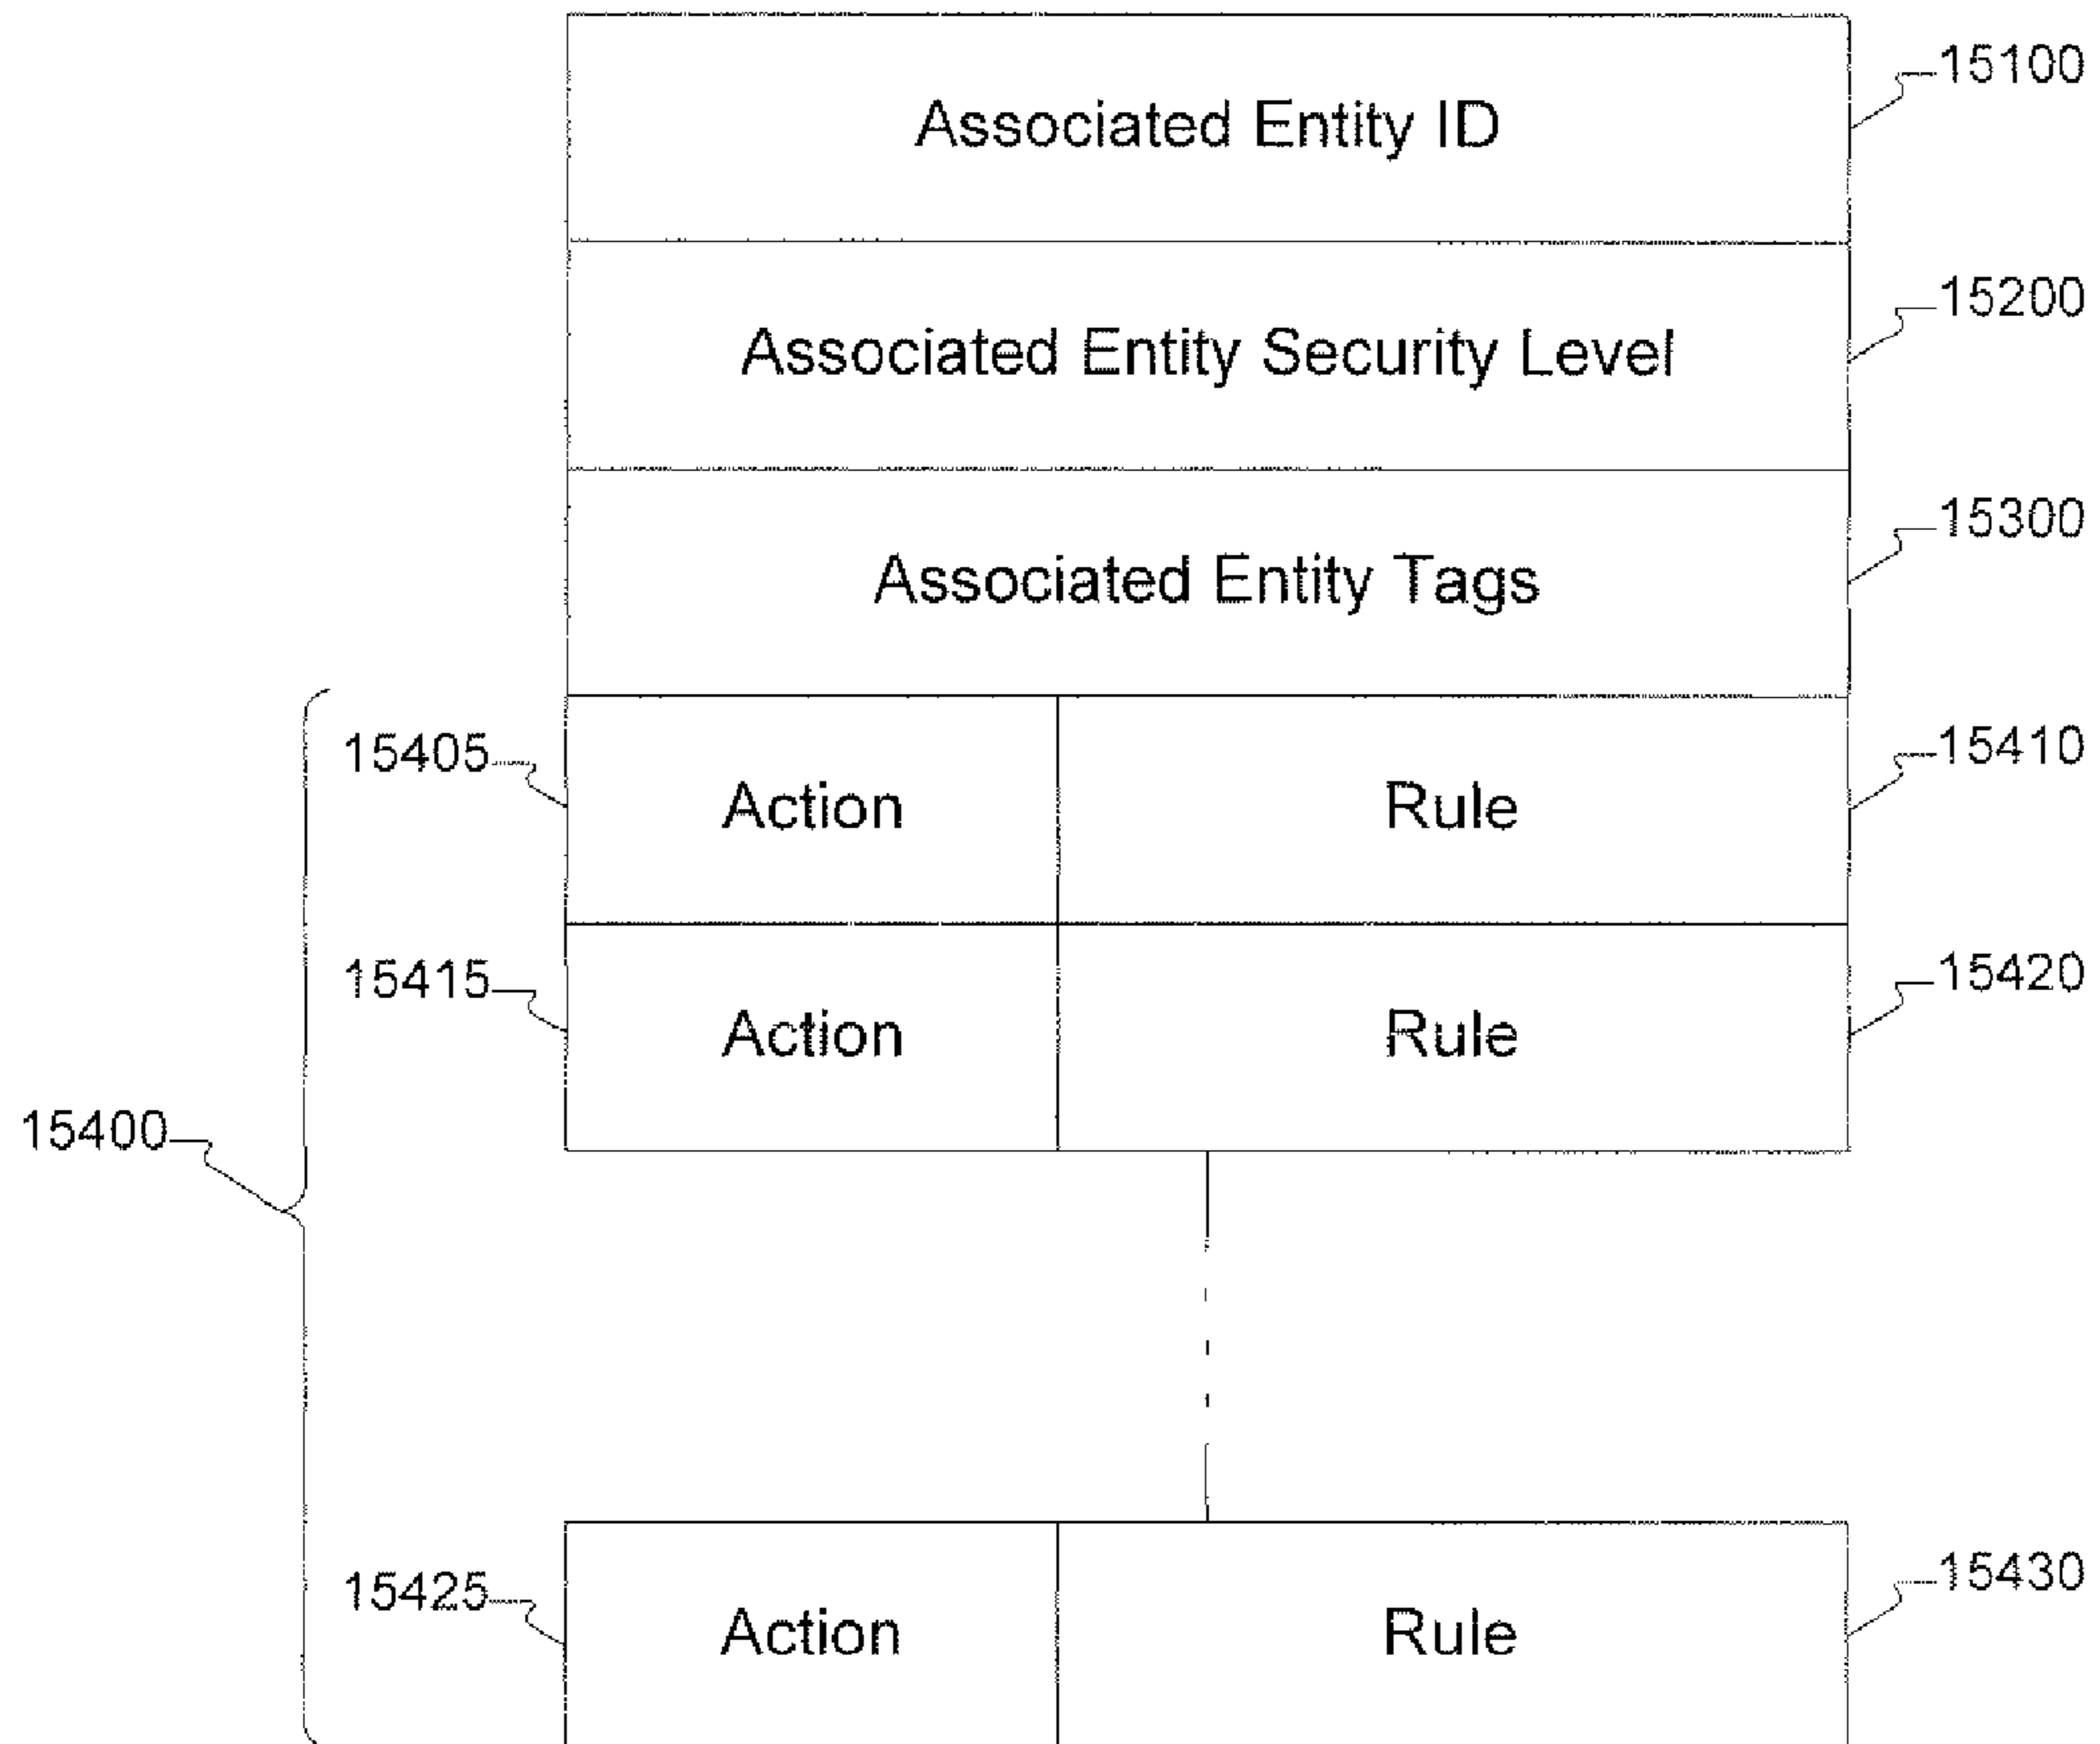 15100
Associated Entity ID
15200
Associated Entity Security Level
15300
Associated Entity Tags
15405 Action Rule 15410
15415 Action Rule 15420
15400
15425 Action Rule 15430